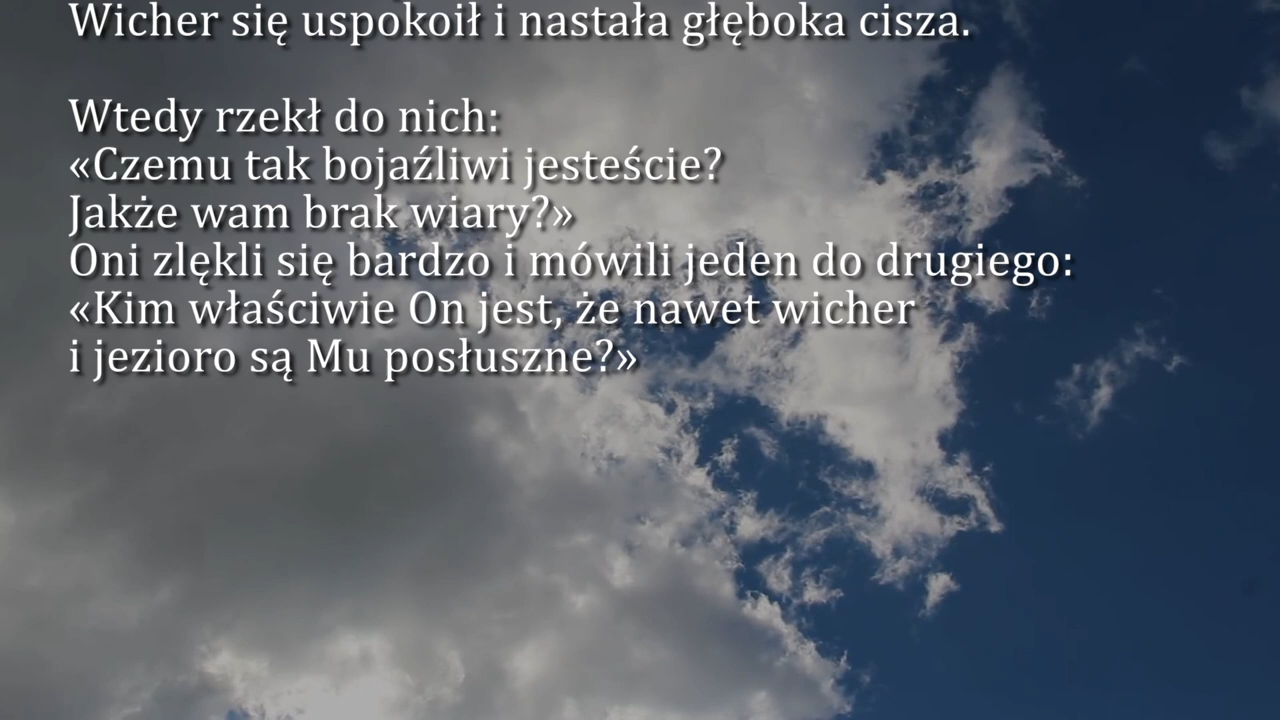 Wicher się uspokoił i nastała głęboka cisza.
Wtedy rzekł do nich:
«Czemu tak bojaźliwi jesteście?
Jakże wam brak wiary?»
Oni zlękli się bardzo i mówili jeden do drugiego:
«Kim właściwie On jest, że nawet wicher
i jezioro są Mu posłuszne?»